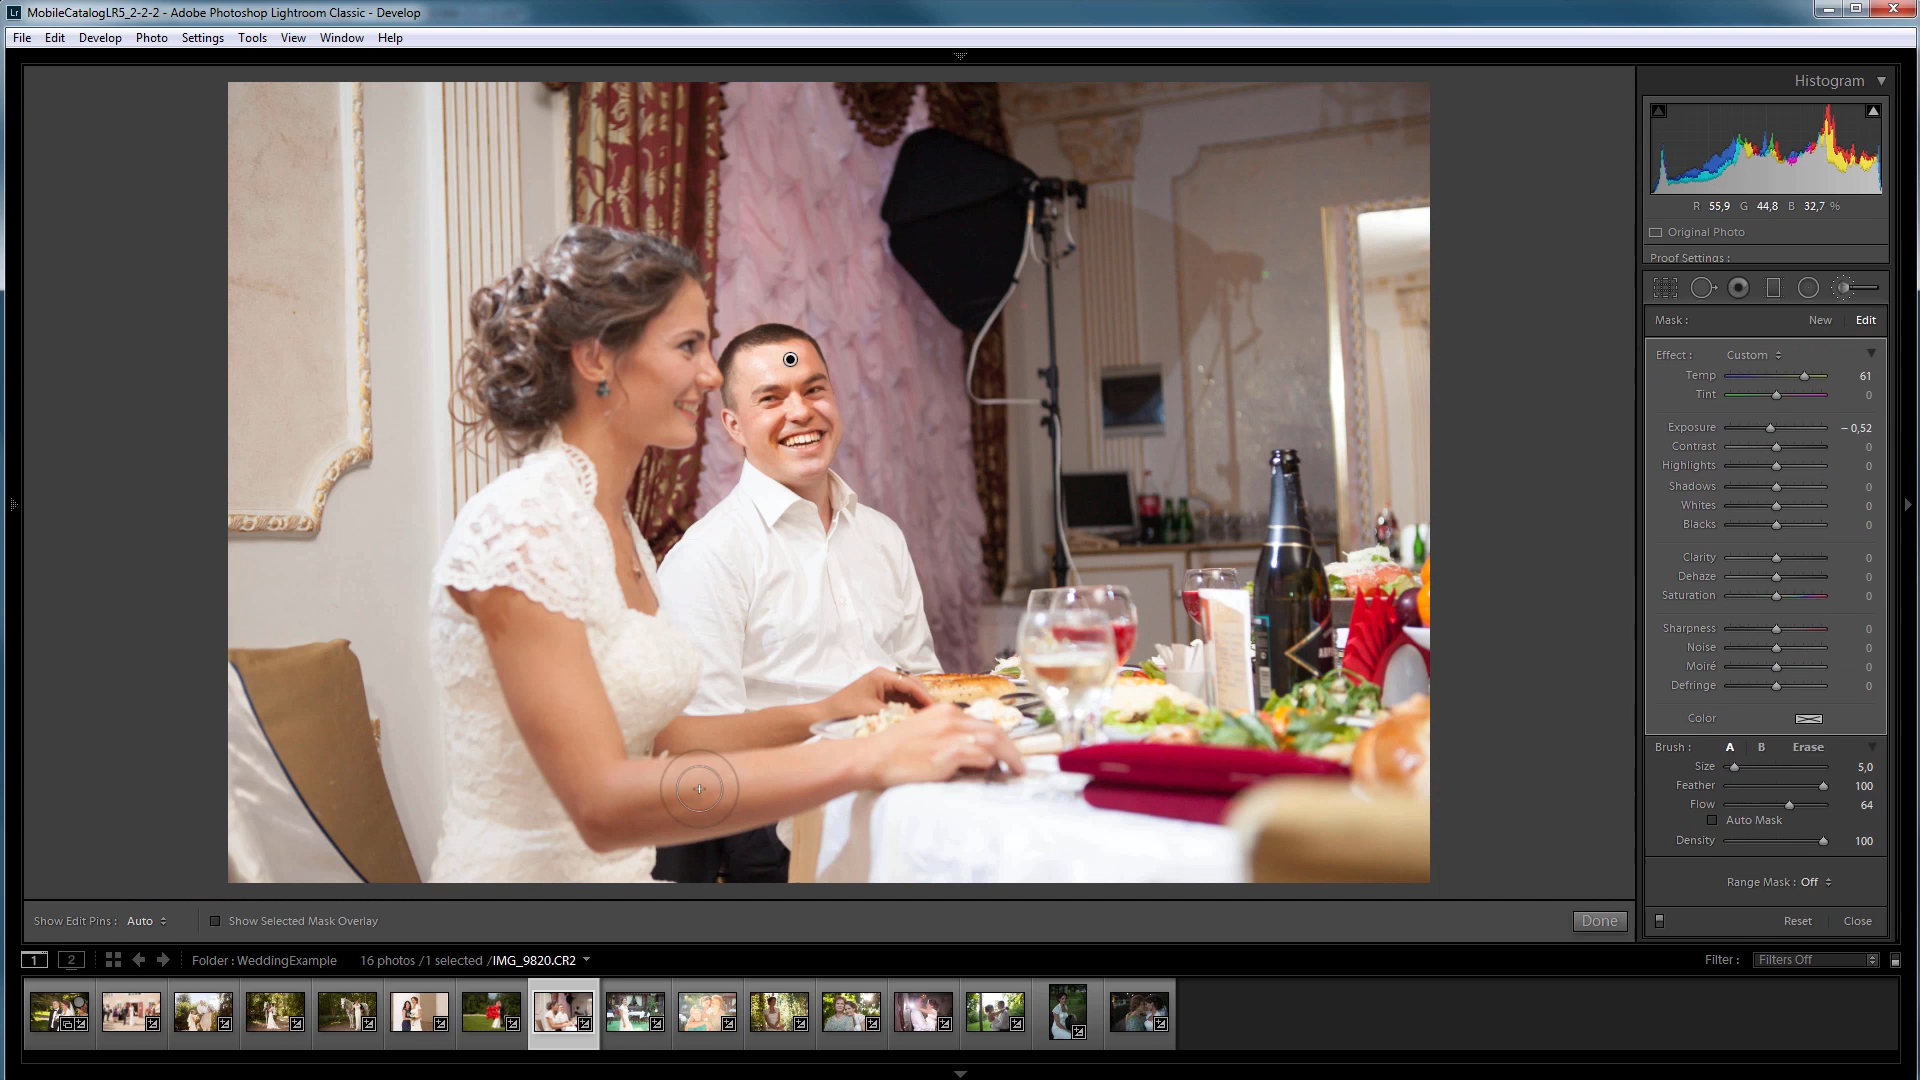 Lr MobileCatalogLR5_2-2-2 - Adobe Photoshop Lightroom Classic - Develop
File Edit Develop Photo Settings Tools View Window Help
Histogram
R 55,9 G 44,8 B 32,7 %
Original Photo
Proof Settings :
Mask : New Edit
Effect : Custom
Temp 61
Tint 0
Exposure – 0,52
Contrast 0
Highlights 0
Shadows 0
Whites 0
Blacks 0
Clarity 0
Dehaze 0
Saturation 0
Sharpness 0
Noise 0
Moiré 0
Defringe 0
Color
Brush : A B Erase
Size 5,0
Feather 100
Flow 64
Auto Mask
Density 100
Range Mask : Off
Reset Close
Show Edit Pins : Auto Show Selected Mask Overlay Done
1 2 Folder : WeddingExample 16 photos /1 selected /IMG_9820.CR2 Filter : Filters Off